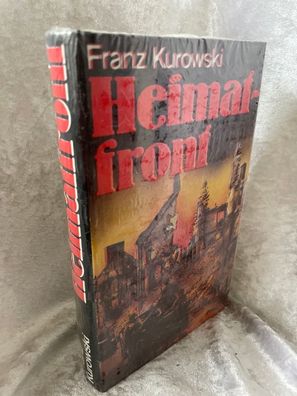 Franz Kurowski
Heimat-
front
Heimatfront
Kurowski